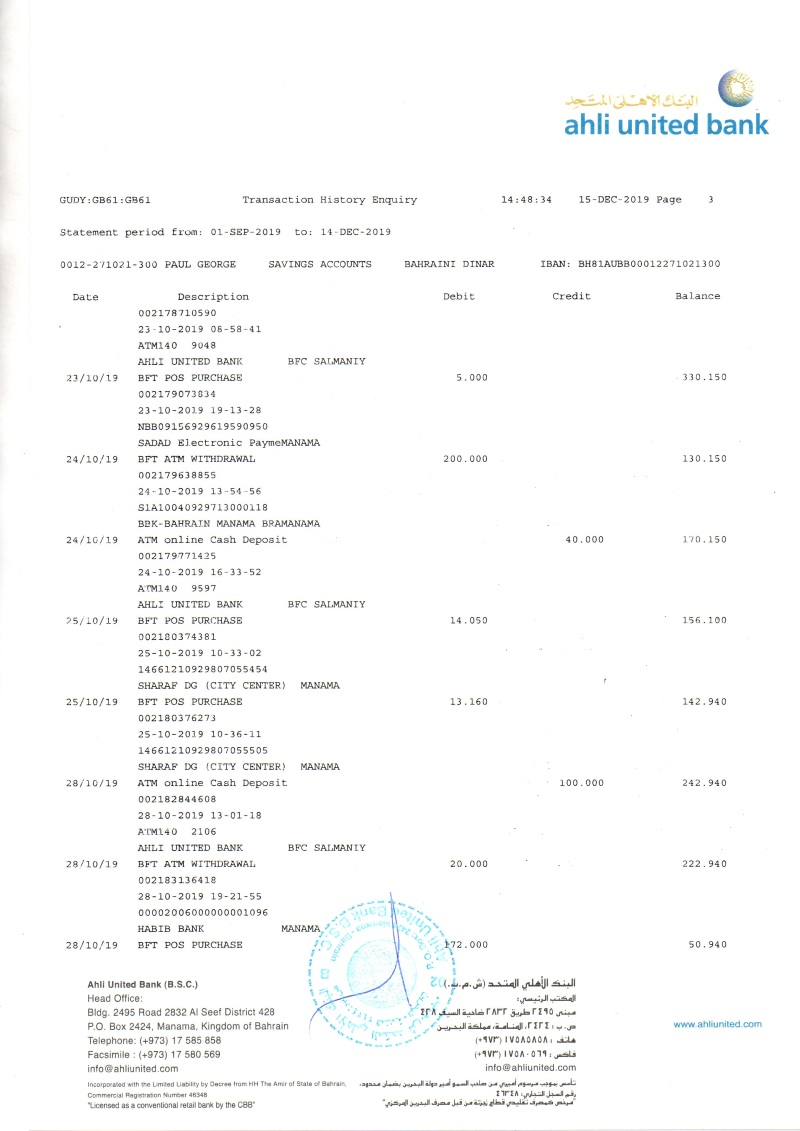 البنك الأهلي المتحد
ahli united bank
GUDY:GB61:GB61 Transaction History Enquiry 14:48:34 15-DEC-2019 Page 3
Statement period from: 01-SEP-2019 to: 14-DEC-2019
0012-271021-300 PAUL GEORGE SAVINGS ACCOUNTS BAHRAINI DINAR IBAN: BH81AUBB00012271021300
Date Description Debit Credit Balance
002178710590
23-10-2019 08-58-41
ATM140 9048
AHLI UNITED BANK BFC SALMANIY
23/10/19 BFT POS PURCHASE 5.000 330.150
002179073834
23-10-2019 19-13-28
NBB09156929619590950
SADAD Electronic PaymeMANAMA
24/10/19 BFT ATM WITHDRAWAL 200.000 130.150
002179638855
24-10-2019 13-54-56
S1A10040929713000118
BBK-BAHRAIN MANAMA BRAMANAMA
24/10/19 ATM online Cash Deposit 40.000 170.150
002179771425
24-10-2019 16-33-52
ATM140 9597
AHLI UNITED BANK BFC SALMANIY
25/10/19 BFT POS PURCHASE 14.050 156.100
002180374381
25-10-2019 10-33-02
14661210929807055454
SHARAF DG (CITY CENTER) MANAMA
25/10/19 BFT POS PURCHASE 13.160 142.940
002180376273
25-10-2019 10-36-11
14661210929807055505
SHARAF DG (CITY CENTER) MANAMA
28/10/19 ATM online Cash Deposit 100.000 242.940
002182844608
28-10-2019 13-01-18
ATM140 2106
AHLI UNITED BANK BFC SALMANIY
28/10/19 BFT ATM WITHDRAWAL 20.000 222.940
002183136418
28-10-2019 19-21-55
00002006000000001096
HABIB BANK MANAMA
28/10/19 BFT POS PURCHASE 172.000 50.940
Ahli United Bank B.S.C.
Ahli United Bank (B.S.C.)
Head Office:
Bldg. 2495 Road 2832 Al Seef District 428
P.O. Box 2424, Manama, Kingdom of Bahrain
Telephone: (+973) 17 585 858
Facsimile : (+973) 17 580 569
info@ahliunited.com
Incorporated with the Limited Liability by Decree from HH The Amir of State of Bahrain,
Commercial Registration Number 46348
"Licensed as a conventional retail bank by the CBB"
البنك الأهلي المتحد (ش.م.ب.)
المكتب الرئيسي:
مبنى ٢٤٩٥ طريق ٢٨٣٢ ضاحية السيف ٤٢٨
ص.ب: ٢٤٢٤، المنامة، مملكة البحرين
هاتف : ١٧٥٨٥٨٥٨ (٩٧٣+)
فاكس : ١٧٥٨٠٥٦٩ (٩٧٣+)
info@ahliunited.com
تأسس بموجب مرسوم أميري من صاحب السمو أمير دولة البحرين بضمان محدود،
رقم السجل التجاري: ٤٦٣٤٨
"مرخص كمصرف تقليدي قطاع تجزئة من قبل مصرف البحرين المركزي"
www.ahliunited.com